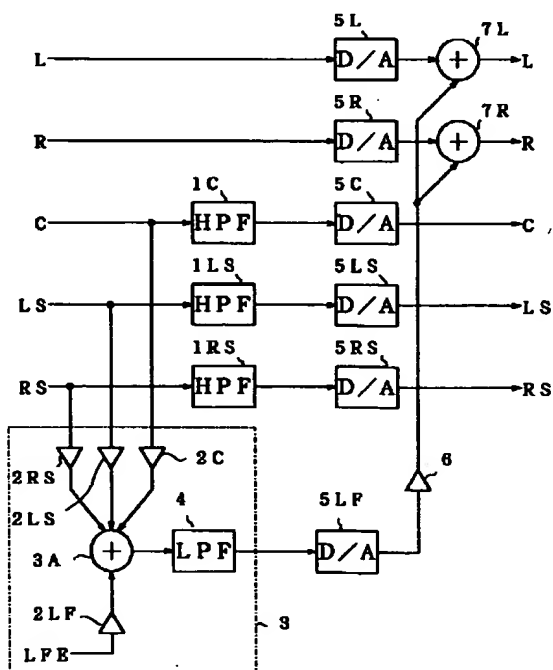 5L
7L
L
D/A
+
L
5R
7R
R
D/A
+
R
1C
5C
C
HPF
D/A
C
1LS
5LS
LS
HPF
D/A
LS
1RS
5RS
RS
HPF
D/A
RS
2RS
2C
6
2LS
4
5LF
3A
+
LPF
D/A
2LF
3
LFE